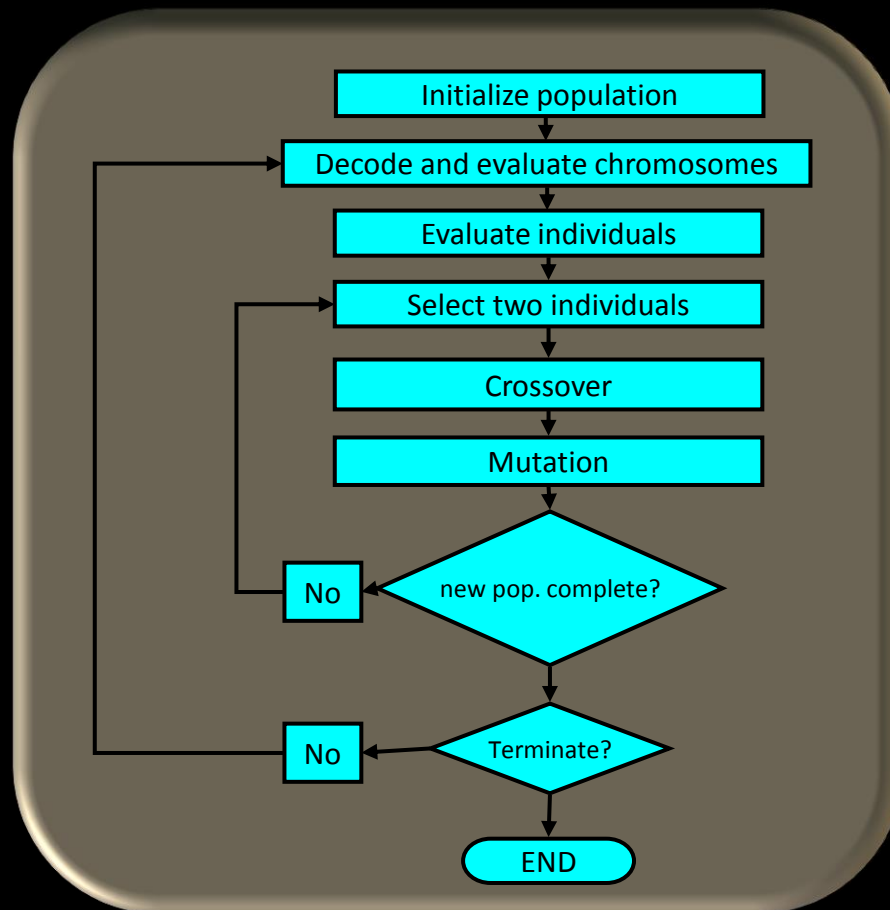 Initialize population
Decode and evaluate chromosomes
Evaluate individuals
Select two individuals
Crossover
Mutation
new pop. complete?
No
Terminate?
No
END